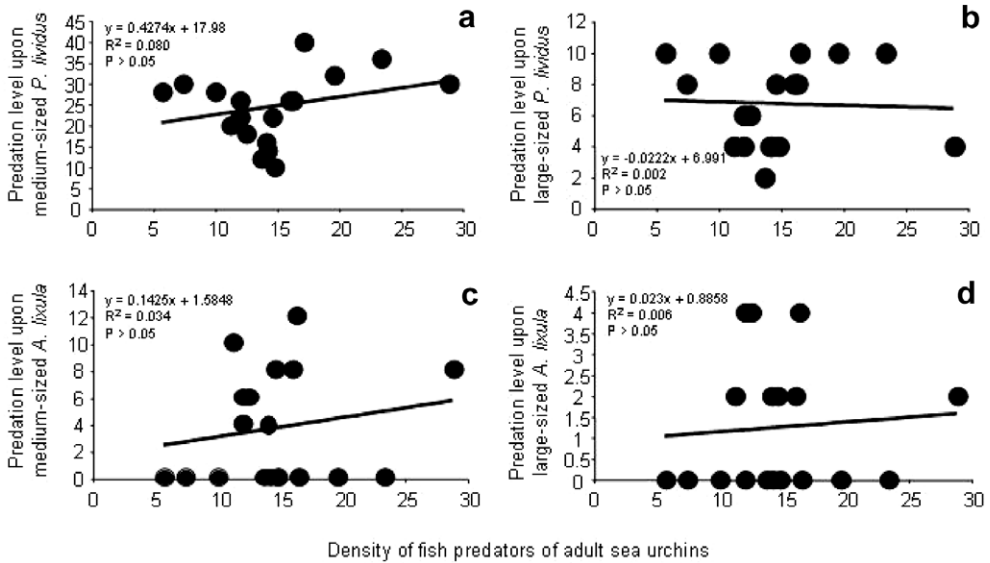 a
y = 0.4274x + 17.98
R² = 0.080
P > 0.05
Predation level upon
medium-sized P. lividus
45
40
35
30
25
20
15
10
5
0
0 5 10 15 20 25 30
b
y = -0.0222x + 6.991
R² = 0.002
P > 0.05
Predation level upon
large-sized P. lividus
12
10
8
6
4
2
0
0 5 10 15 20 25 30
c
y = 0.1425x + 1.5848
R² = 0.034
P > 0.05
Predation level upon
medium-sized A. lixula
14
12
10
8
6
4
2
0
0 5 10 15 20 25 30
d
y = 0.023x + 0.8858
R² = 0.006
P > 0.05
Predation level upon
large-sized A. lixula
4.5
4
3.5
3
2.5
2
1.5
1
0.5
0
0 5 10 15 20 25 30
Density of fish predators of adult sea urchins